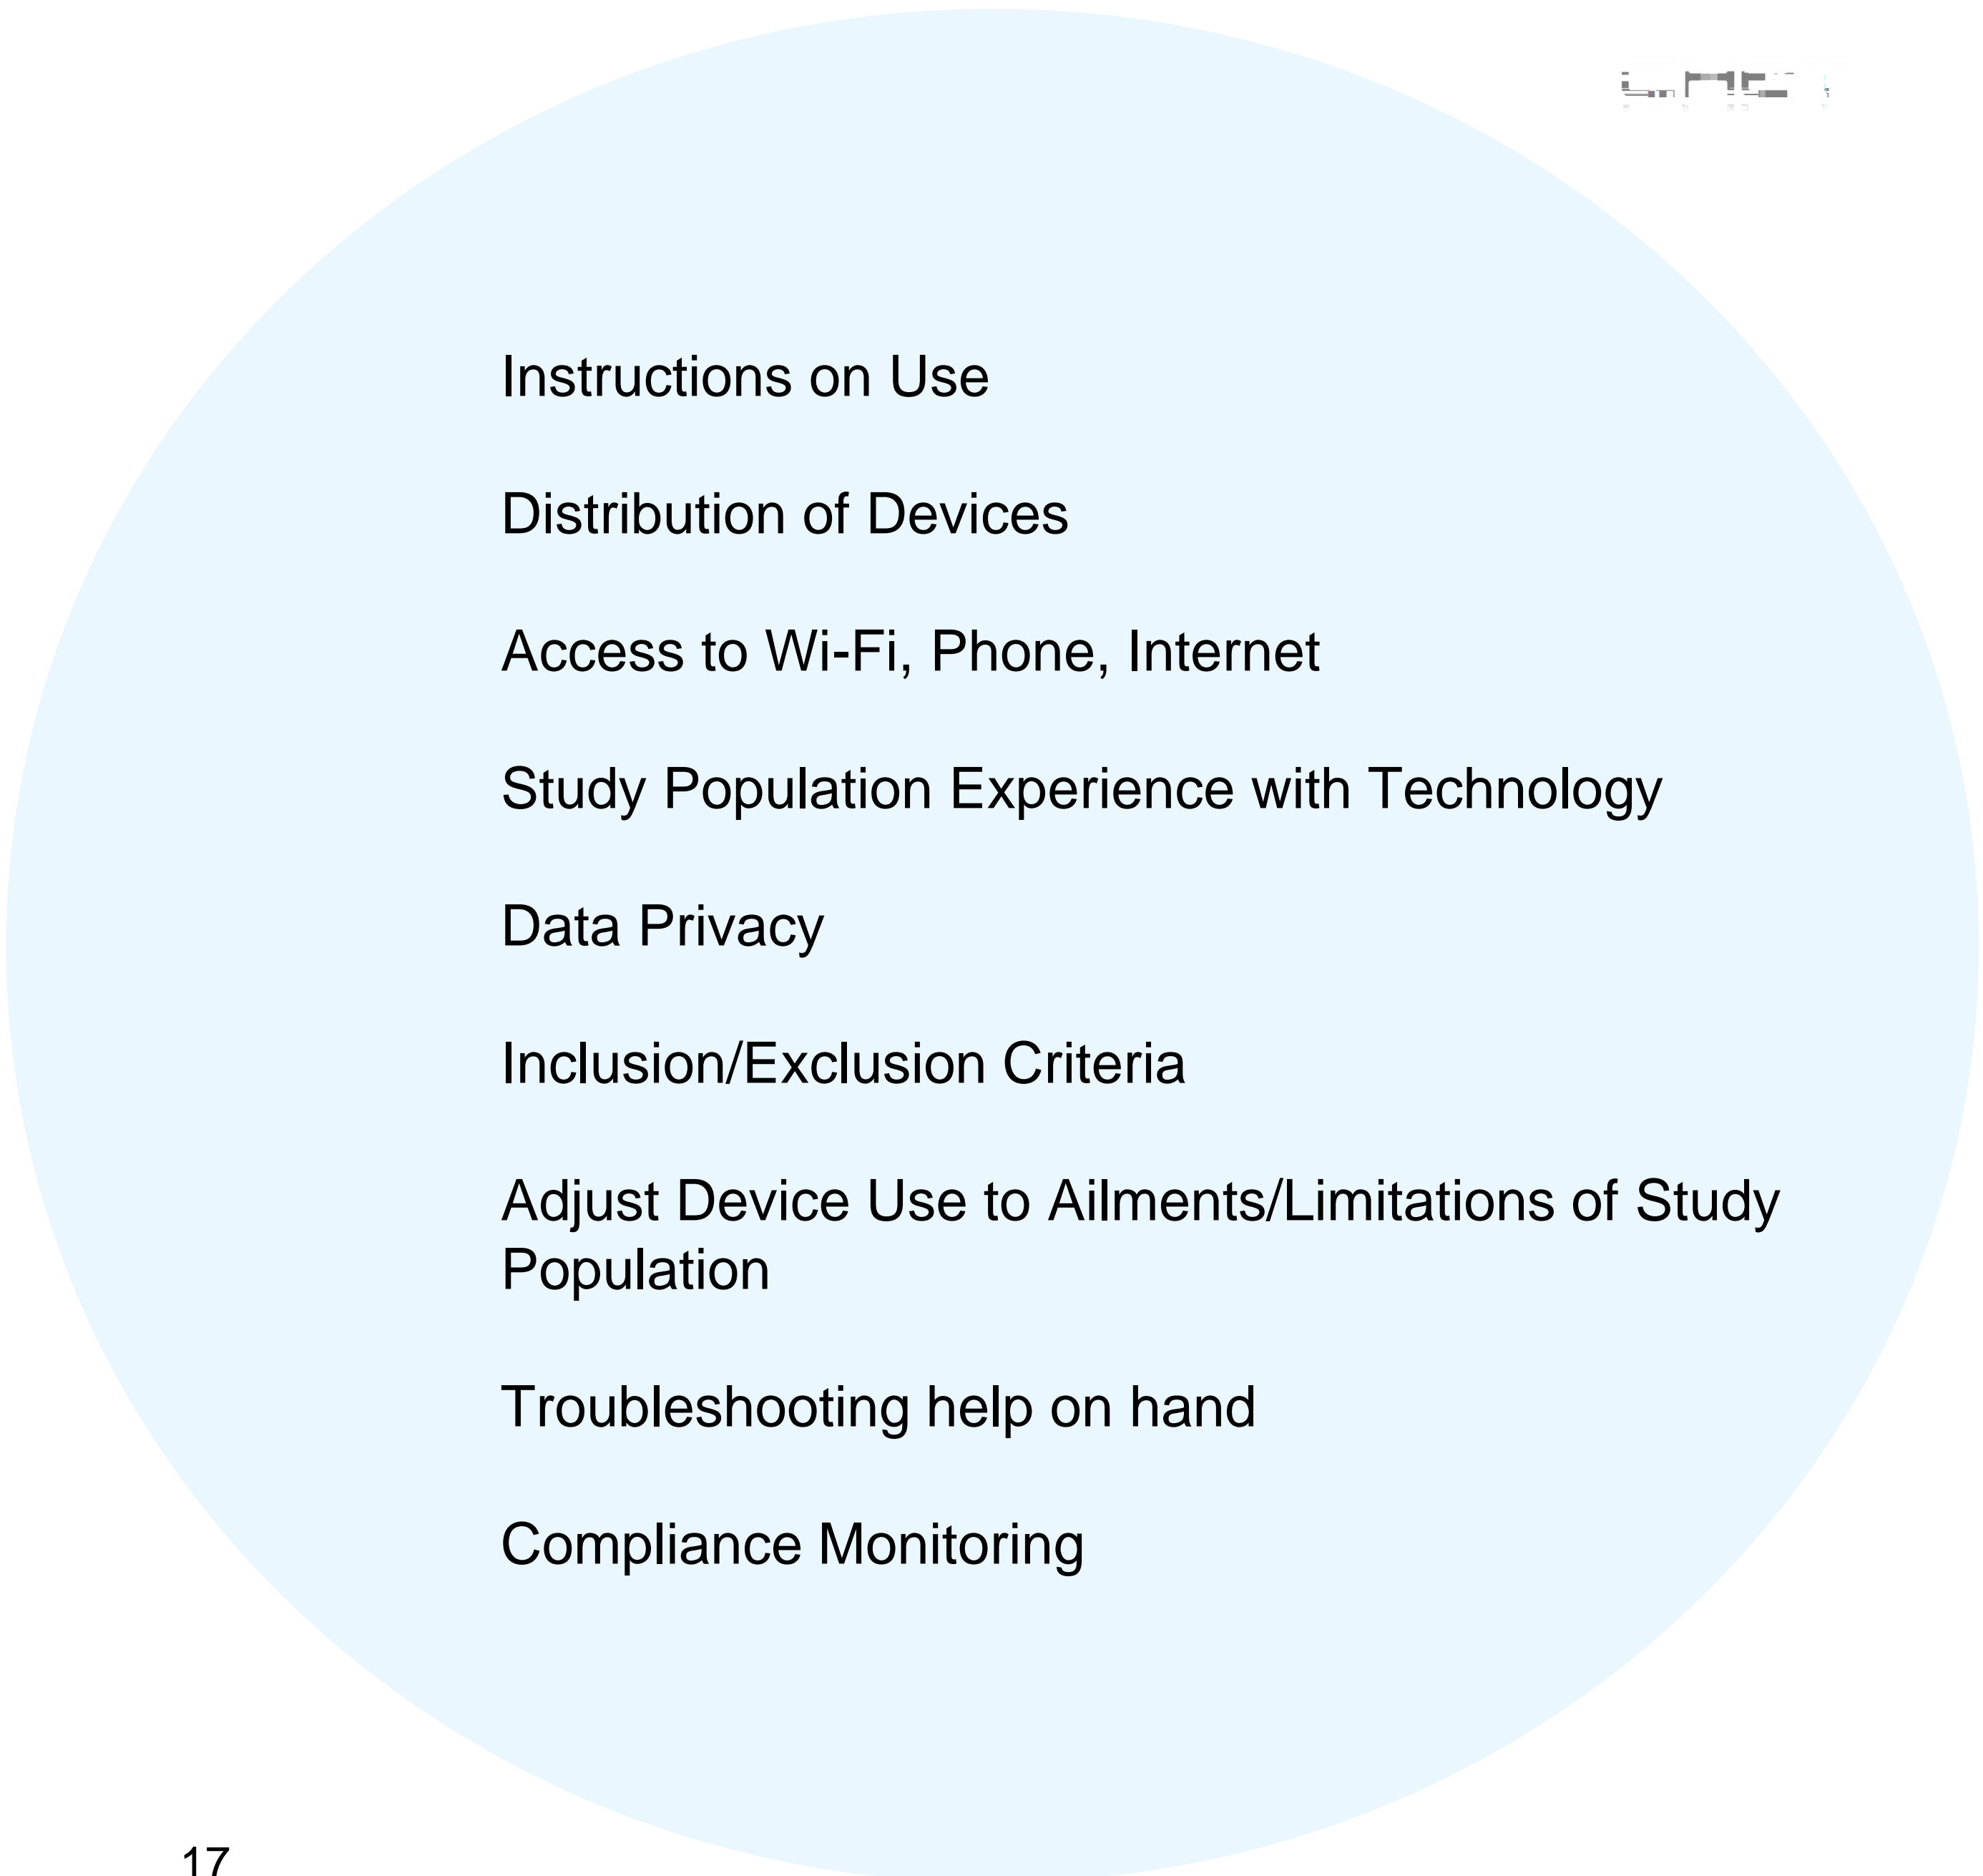 Instructions on Use
Distribution of Devices
Access to Wi-Fi, Phone, Internet
Study Population Experience with Technology
Data Privacy
Inclusion/Exclusion Criteria
Adjust Device Use to Ailments/Limitations of Study
Population
Troubleshooting help on hand
Compliance Monitoring
17